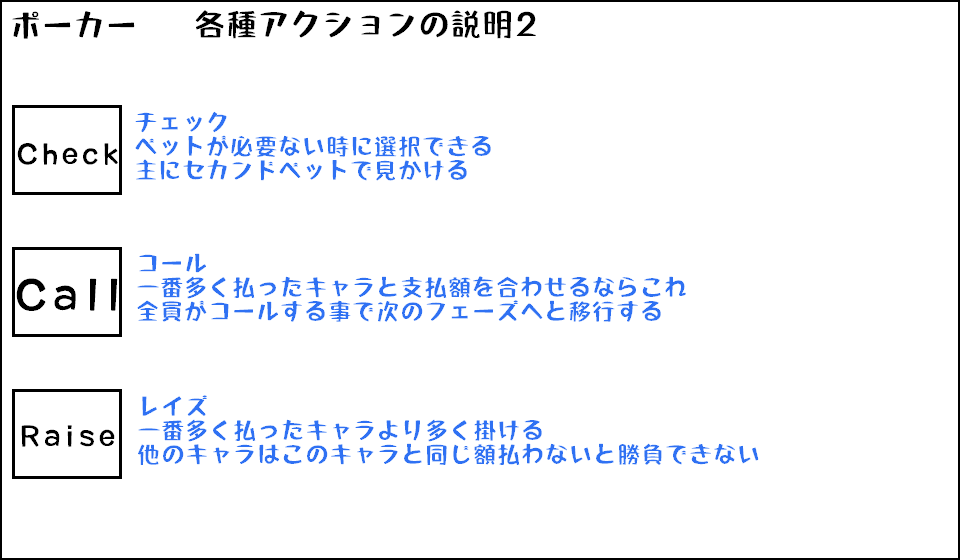 ポーカー　　各種アクションの説明2
Check
チェック
ベットが必要ない時に選択できる
主にセカンドベットで見かける
Call
コール
一番多く払ったキャラと支払額を合わせるならこれ
全員がコールする事で次のフェーズへと移行する
Raise
レイズ
一番多く払ったキャラより多く掛ける
他のキャラはこのキャラと同じ額払わないと勝負できない